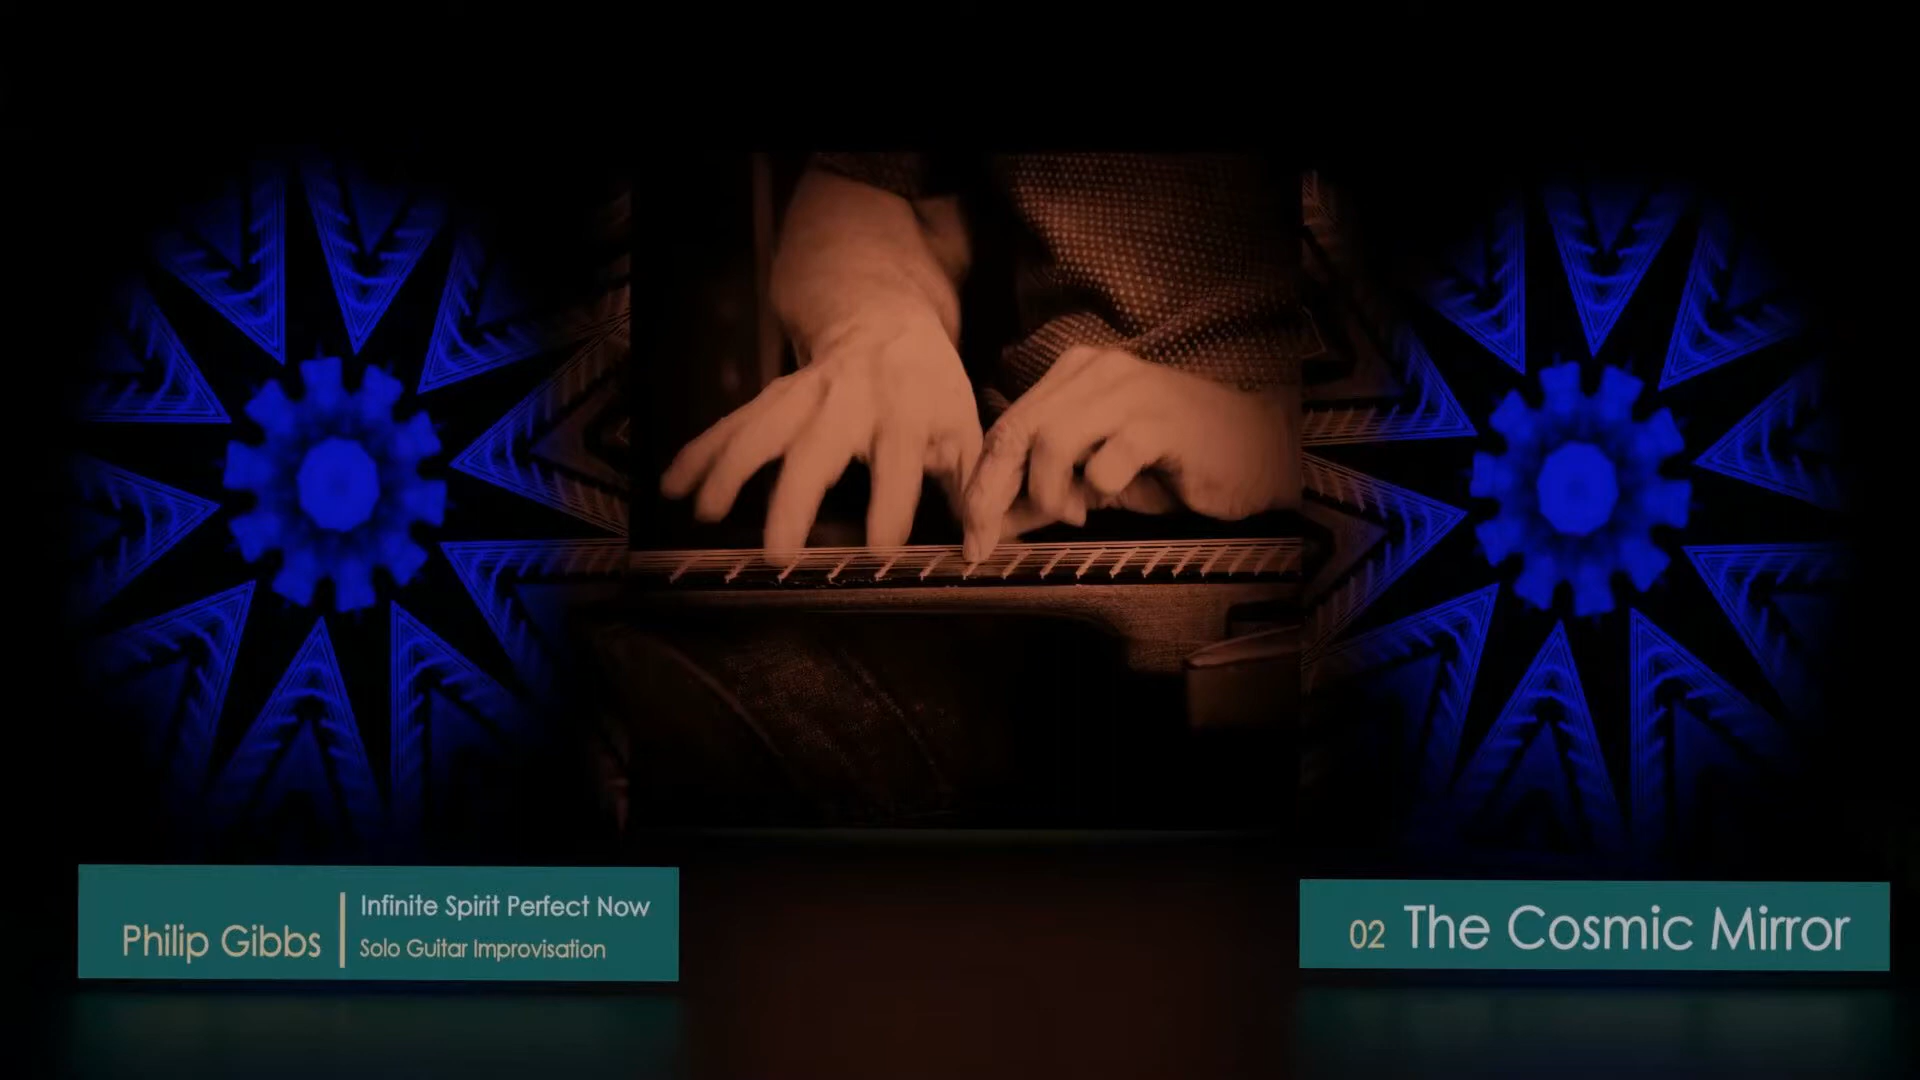 Philip Gibbs
Infinite Spirit Perfect Now
Solo Guitar Improvisation
02 The Cosmic Mirror